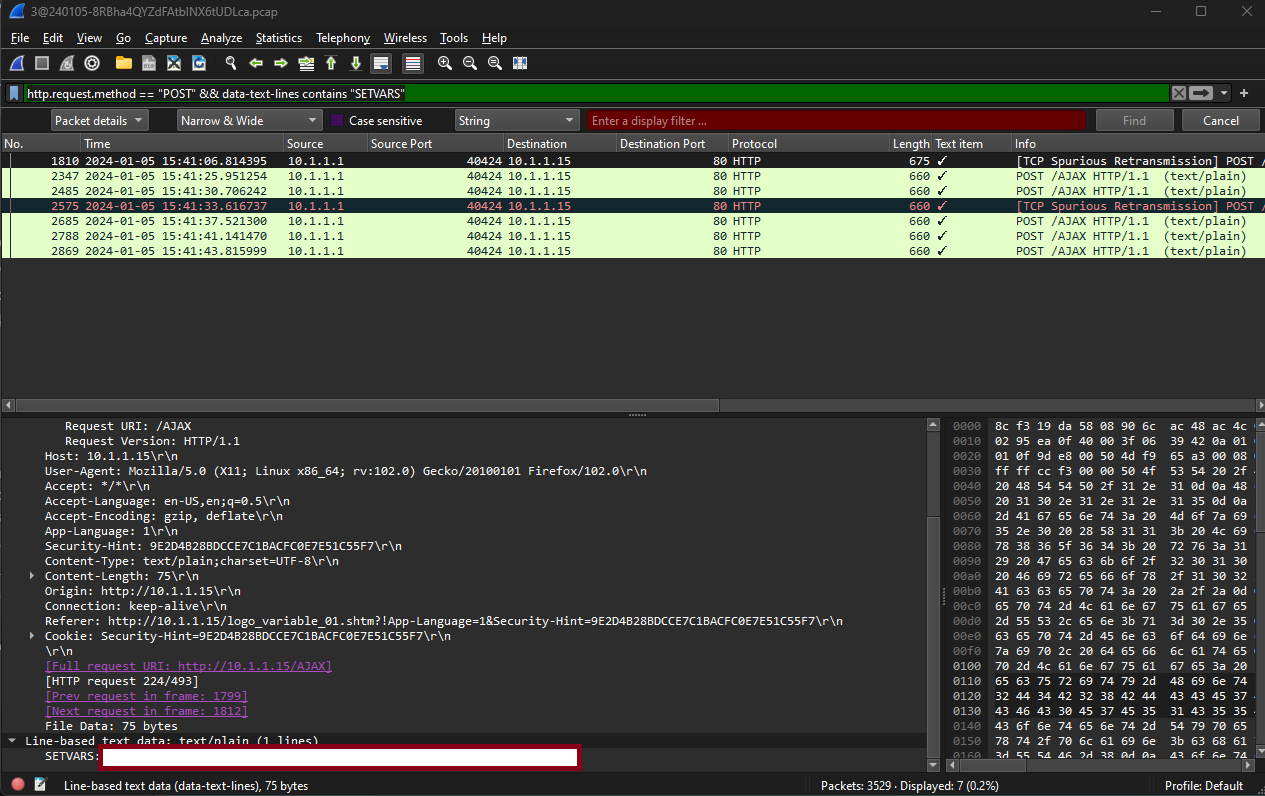 3@240105-8RBha4QYZdFAtbINX6tUDLca.pcap
File Edit View Go Capture Analyze Statistics Telephony Wireless Tools Help
http.request.method == "POST" && data-text-lines contains "SETVARS"
Packet details Narrow & Wide Case sensitive String Enter a display filter ... Find Cancel
No. Time Source Source Port Destination Destination Port Protocol Length Text item Info
1810 2024-01-05 15:41:06.814395 10.1.1.1 40424 10.1.1.15 80 HTTP 675 ✓ [TCP Spurious Retransmission] POST /
2347 2024-01-05 15:41:25.951254 10.1.1.1 40424 10.1.1.15 80 HTTP 660 ✓ POST /AJAX HTTP/1.1 (text/plain)
2485 2024-01-05 15:41:30.706242 10.1.1.1 40424 10.1.1.15 80 HTTP 660 ✓ POST /AJAX HTTP/1.1 (text/plain)
2575 2024-01-05 15:41:33.616737 10.1.1.1 40424 10.1.1.15 80 HTTP 660 ✓ [TCP Spurious Retransmission] POST /
2685 2024-01-05 15:41:37.521300 10.1.1.1 40424 10.1.1.15 80 HTTP 660 ✓ POST /AJAX HTTP/1.1 (text/plain)
2788 2024-01-05 15:41:41.141470 10.1.1.1 40424 10.1.1.15 80 HTTP 660 ✓ POST /AJAX HTTP/1.1 (text/plain)
2869 2024-01-05 15:41:43.815999 10.1.1.1 40424 10.1.1.15 80 HTTP 660 ✓ POST /AJAX HTTP/1.1 (text/plain)
Request URI: /AJAX
Request Version: HTTP/1.1
Host: 10.1.1.15\r\n
User-Agent: Mozilla/5.0 (X11; Linux x86_64; rv:102.0) Gecko/20100101 Firefox/102.0\r\n
Accept: */*\r\n
Accept-Language: en-US,en;q=0.5\r\n
Accept-Encoding: gzip, deflate\r\n
App-Language: 1\r\n
Security-Hint: 9E2D4B28BDCCE7C1BACFC0E7E51C55F7\r\n
Content-Type: text/plain;charset=UTF-8\r\n
Content-Length: 75\r\n
Origin: http://10.1.1.15\r\n
Connection: keep-alive\r\n
Referer: http://10.1.1.15/logo_variable_01.shtm?!App-Language=1&Security-Hint=9E2D4B28BDCCE7C1BACFC0E7E51C55F7\r\n
Cookie: Security-Hint=9E2D4B28BDCCE7C1BACFC0E7E51C55F7\r\n
\r\n
[Full request URI: http://10.1.1.15/AJAX]
[HTTP request 224/493]
[Prev request in frame: 1799]
[Next request in frame: 1812]
File Data: 75 bytes
Line-based text data: text/plain (1 lines)
SETVARS:
0000 8c f3 19 da 58 08 90 6c ac 48 ac 4c
0010 02 95 ea 0f 40 00 3f 06 39 42 0a 01
0020 01 0f 9d e8 00 50 4d f9 65 a3 00 08
0030 ff ff cc f3 00 00 50 4f 53 54 20 2f
0040 20 48 54 54 50 2f 31 2e 31 0d 0a 48
0050 20 31 30 2e 31 2e 31 2e 31 35 0d 0a
0060 2d 41 67 65 6e 74 3a 20 4d 6f 7a 69
0070 35 2e 30 20 28 58 31 31 3b 20 4c 69
0080 78 38 36 5f 36 34 3b 20 72 76 3a 31
0090 29 20 47 65 63 6b 6f 2f 32 30 31 30
00a0 20 46 69 72 65 66 6f 78 2f 31 30 32
00b0 41 63 63 65 70 74 3a 20 2a 2f 2a 0d
00c0 65 70 74 2d 4c 61 6e 67 75 61 67 65
00d0 2d 55 53 2c 65 6e 3b 71 3d 30 2e 35
00e0 63 65 70 74 2d 45 6e 63 6f 64 69 6e
00f0 7a 69 70 2c 20 64 65 66 6c 61 74 65
0100 70 2d 4c 61 6e 67 75 61 67 65 3a 20
0110 65 63 75 72 69 74 79 2d 48 69 6e 74
0120 32 44 34 42 32 38 42 44 43 43 45 37
0130 43 46 43 30 45 37 45 35 31 43 35 35
0140 43 6f 6e 74 65 6e 74 2d 54 79 70 65
0150 78 74 2f 70 6c 61 69 6e 3b 63 68 61
0160 3d 55 54 46 2d 38 0d 0a 43 6f 6e 74
Line-based text data (data-text-lines), 75 bytes Packets: 3529 · Displayed: 7 (0.2%) Profile: Default